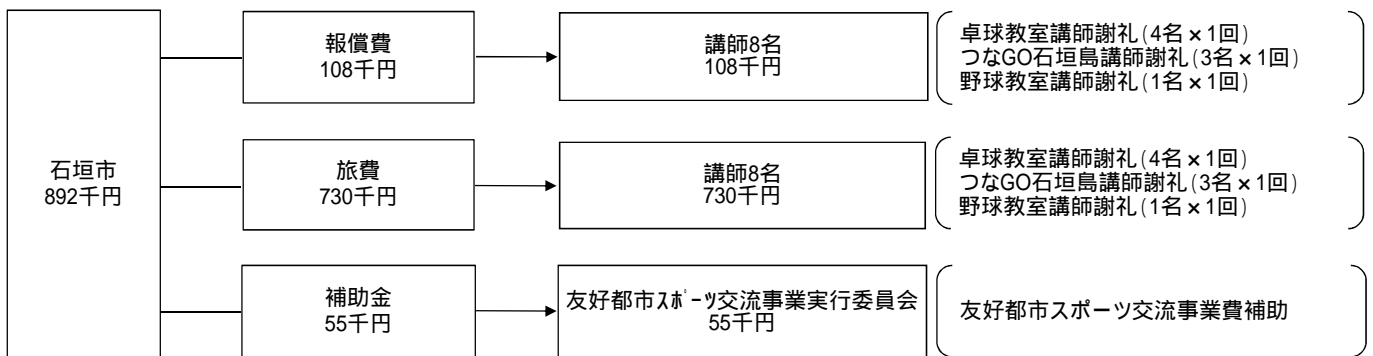 石垣市
892千円
報償費
108千円
講師8名
108千円
卓球教室講師謝礼(4名×1回)
つなGO石垣島講師謝礼(3名×1回)
野球教室講師謝礼(1名×1回)
旅費
730千円
講師8名
730千円
卓球教室講師謝礼(4名×1回)
つなGO石垣島講師謝礼(3名×1回)
野球教室講師謝礼(1名×1回)
補助金
55千円
友好都市ｽﾎﾟｰﾂ交流事業実行委員会
55千円
友好都市スポーツ交流事業費補助